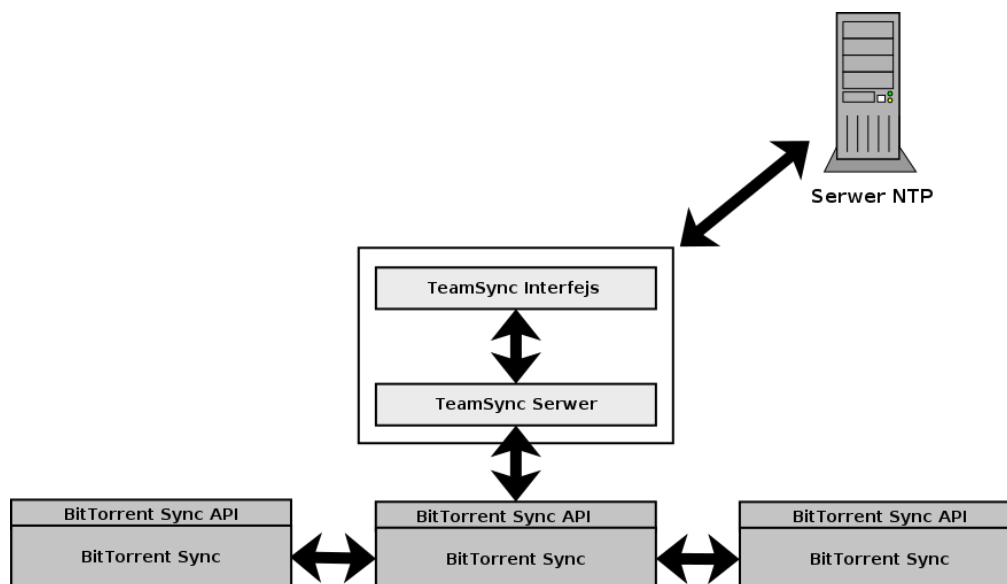 Serwer NTP
TeamSync Interfejs
TeamSync Serwer
BitTorrent Sync API
BitTorrent Sync API
BitTorrent Sync API
BitTorrent Sync
BitTorrent Sync
BitTorrent Sync